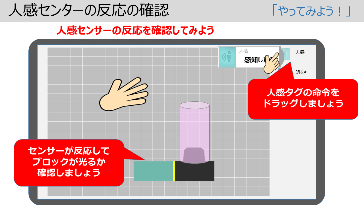 人感センターの反応の確認
「やってみよう！」
人感センサーの反応を確認してみよう
人感タグの命令を
ドラッグしましょう
センサーが反応して
ブロックが光るか
確認しましょう